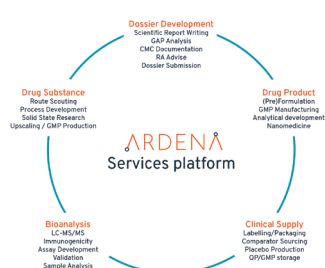 Dossier Development
Scientific Report Writing
GAP Analysis
CMC Documentation
RA Advise
Dossier Submission
Drug Substance
Route Scouting
Process Development
Solid State Research
Upscaling / GMP Production
Drug Product
(Pre)Formulation
GMP Manufacturing
Analytical development
Nanomedicine
ARDENA
Services platform
Bioanalysis
LC-MS/MS
Immunogenicity
Assay Development
Validation
Sample Analysis
Clinical Supply
Labelling/Packaging
Comparator Sourcing
Placebo Production
QP/GMP storage